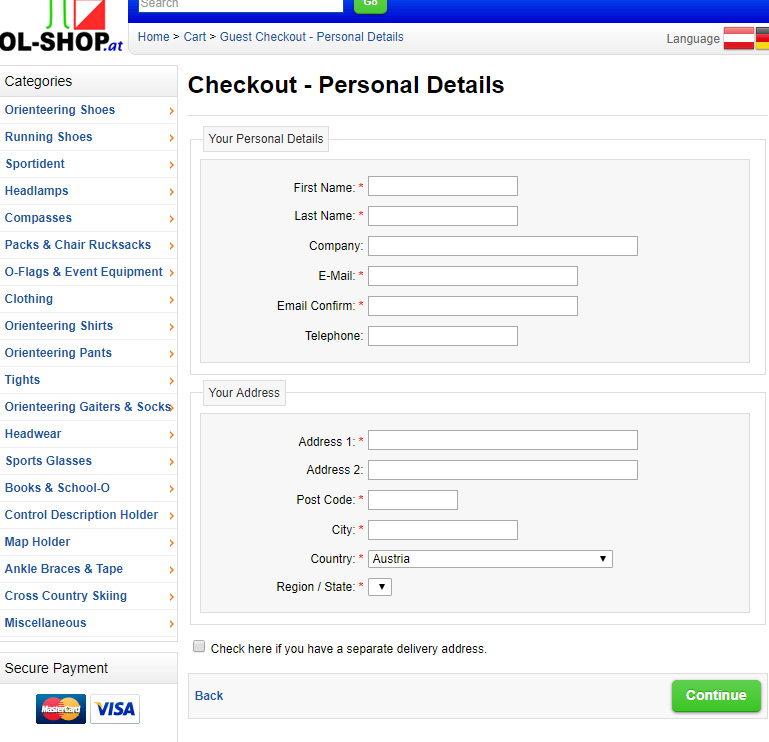 Search
Go
OL-SHOP.at
Home > Cart > Guest Checkout - Personal Details
Language
Categories
Orienteering Shoes
Running Shoes
Sportident
Headlamps
Compasses
Packs & Chair Rucksacks
O-Flags & Event Equipment
Clothing
Orienteering Shirts
Orienteering Pants
Tights
Orienteering Gaiters & Socks
Headwear
Sports Glasses
Books & School-O
Control Description Holder
Map Holder
Ankle Braces & Tape
Cross Country Skiing
Miscellaneous
Secure Payment
MasterCard
VISA
Checkout - Personal Details
Your Personal Details
First Name: *
Last Name: *
Company:
E-Mail: *
Email Confirm: *
Telephone:
Your Address
Address 1: *
Address 2:
Post Code: *
City: *
Country: * Austria
Region / State: *
Check here if you have a separate delivery address.
Back
Continue